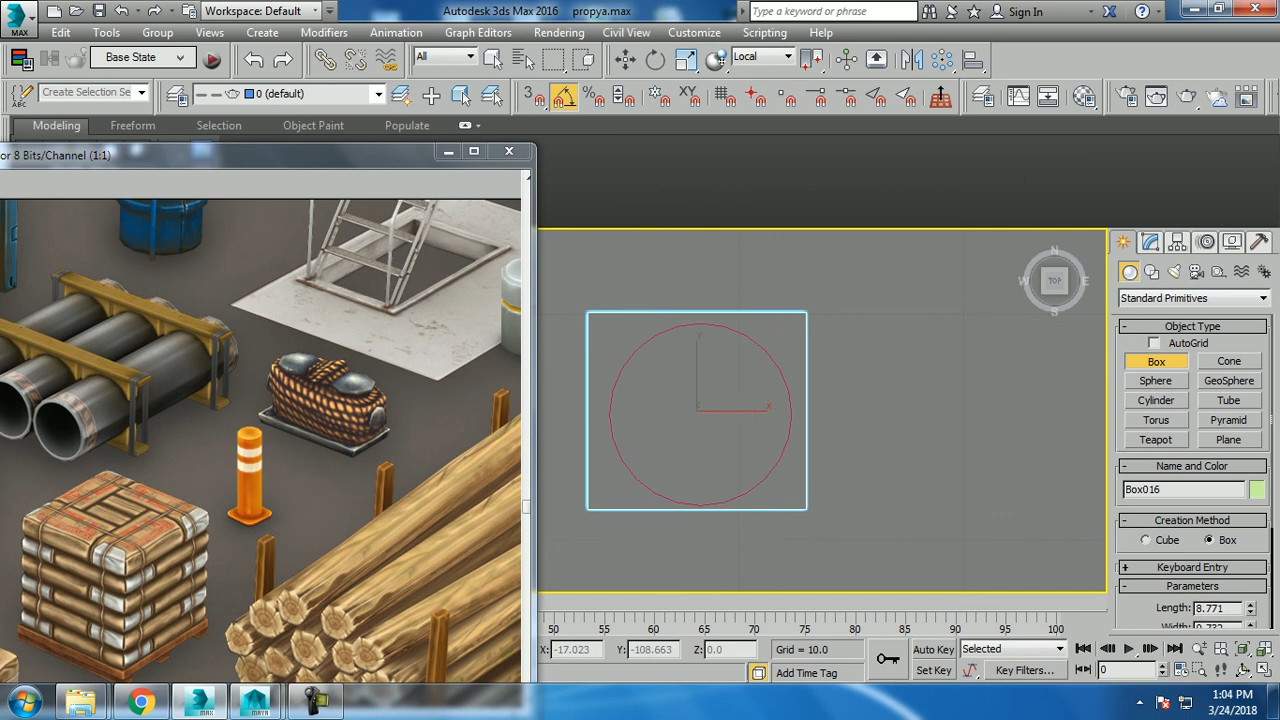 Workspace: Default
Autodesk 3ds Max 2016
propya.max
Type a keyword or phrase
Sign In
MAX
Edit
Tools
Group
Views
Create
Modifiers
Animation
Graph Editors
Rendering
Civil View
Customize
Scripting
Help
Base State
All
Local
ABC
Create Selection Se
0 (default)
3
%
XY
Modeling
Freeform
Selection
Object Paint
Populate
or 8 Bits/Channel (1:1)
N
W
TOP
E
S
y
x
Standard Primitives
- Object Type
AutoGrid
Box
Cone
Sphere
GeoSphere
Cylinder
Tube
Torus
Pyramid
Teapot
Plane
- Name and Color
Box016
- Creation Method
Cube
Box
+ Keyboard Entry
- Parameters
Length: 8.771
50
55
60
65
70
75
80
85
90
95
100
X: -17.023
Y: -108.663
Z: 0.0
Grid = 10.0
Auto Key
Selected
Add Time Tag
Set Key
Key Filters...
0
MAX
MAYA
1:04 PM
3/24/2018